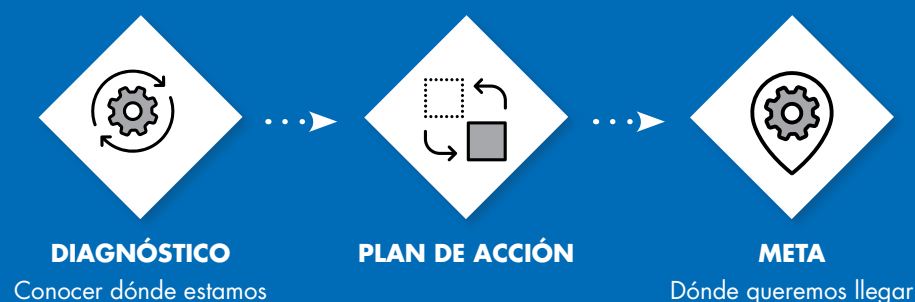 DIAGNÓSTICO
Conocer dónde estamos
PLAN DE ACCIÓN
META
Dónde queremos llegar